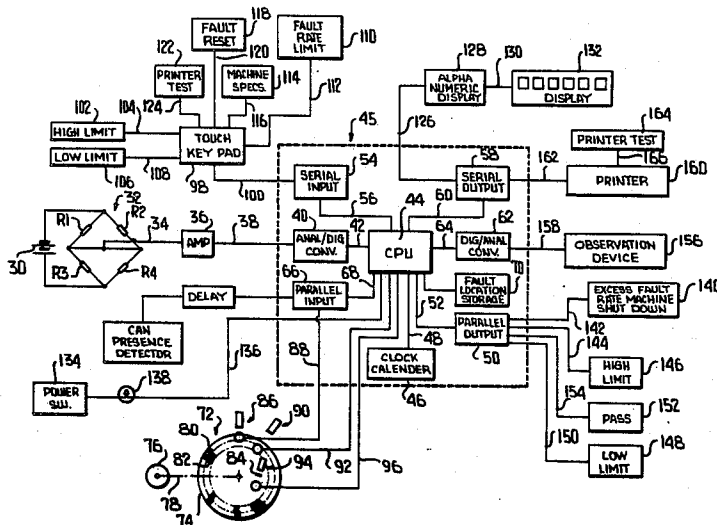 118
FAULT RESET
120
FAULT RATE LIMIT
110
122
PRINTER TEST
124
MACHINE SPECS.
114
116
112
128
ALPHA NUMERIC DISPLAY
130
132
DISPLAY
102
HIGH LIMIT
104
TOUCH KEY PAD
98
LOW LIMIT
106
108
100
45
126
164
PRINTER TEST
166
54
SERIAL INPUT
56
58
SERIAL OUTPUT
60
162
PRINTER
160
32
R1
R2
R3
R4
30
34
36
AMP
38
40
ANAL/DIG CONV.
42
44
CPU
64
62
DIG/ANAL CONV.
158
OBSERVATION DEVICE
156
66
PARALLEL INPUT
68
70
FAULT LOCATION STORAGE
DELAY
CAN PRESENCE DETECTOR
88
52
48
PARALLEL OUTPUT
50
CLOCK CALENDER
46
EXCESS FAULT RATE MACHINE SHUT DOWN
140
142
144
HIGH LIMIT
146
154
PASS
152
150
LOW LIMIT
148
134
POWER SW.
138
136
72
86
90
80
82
84
94
92
96
76
78
74